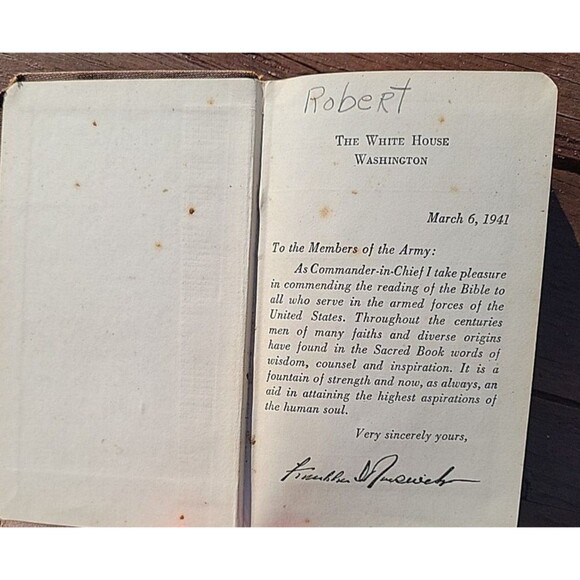 Robert
THE WHITE HOUSE
WASHINGTON
March 6, 1941
To the Members of the Army:
As Commander-in-Chief I take pleasure
in commending the reading of the Bible to
all who serve in the armed forces of the
United States. Throughout the centuries
men of many faiths and diverse origins
have found in the Sacred Book words of
wisdom, counsel and inspiration. It is a
fountain of strength and now, as always, an
aid in attaining the highest aspirations of
the human soul.
Very sincerely yours,
Franklin D Roosevelt